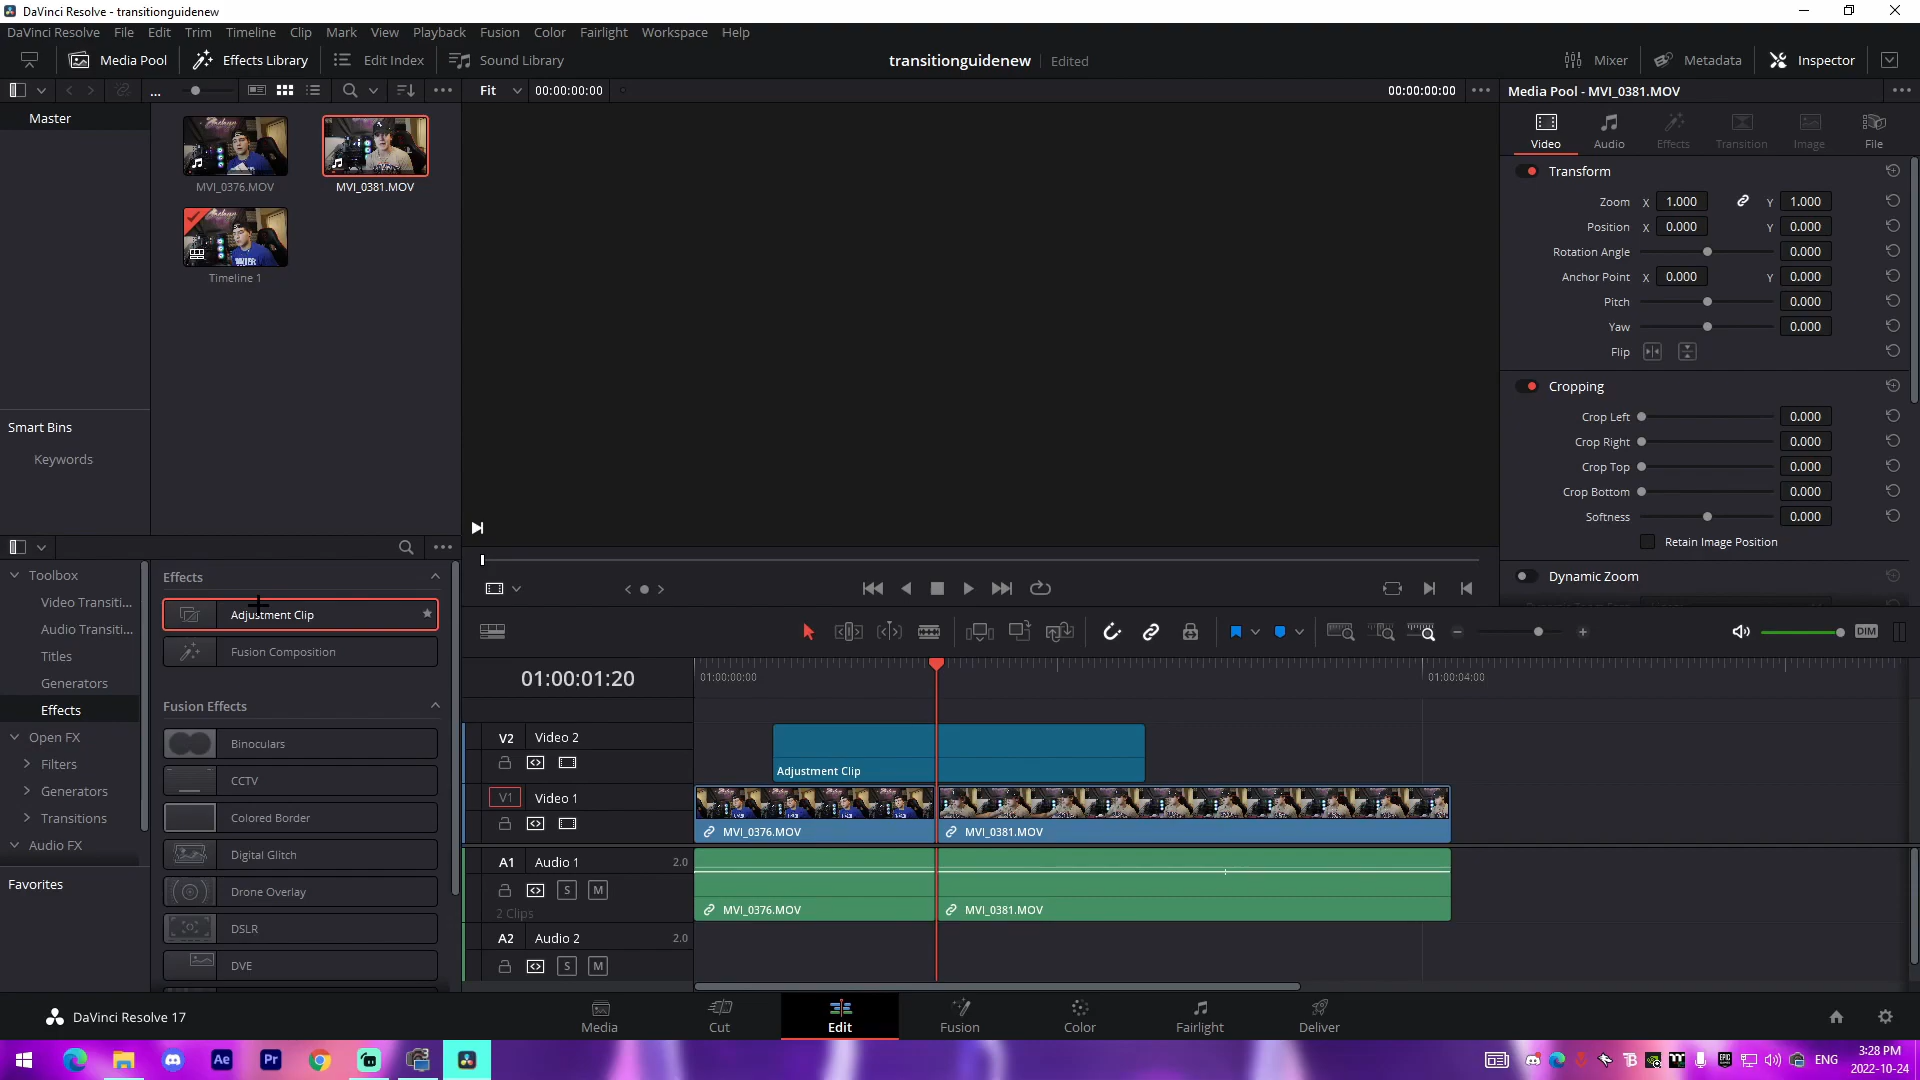 DaVinci Resolve - transitionguidenew
DaVinci Resolve File Edit Trim Timeline Clip Mark View Playback Fusion Color Fairlight Workspace Help
Media Pool Effects Library Edit Index Sound Library transitionguidenew Edited Mixer Metadata Inspector
... Fit 00:00:00:00 00:00:00:00 Media Pool - MVI_0381.MOV
Master
MVI_0376.MOV MVI_0381.MOV
Timeline 1
Smart Bins
Keywords
Video Audio Effects Transition Image File
Transform
Zoom X 1.000 Y 1.000
Position X 0.000 Y 0.000
Rotation Angle 0.000
Anchor Point X 0.000 Y 0.000
Pitch 0.000
Yaw 0.000
Flip
Cropping
Crop Left 0.000
Crop Right 0.000
Crop Top 0.000
Crop Bottom 0.000
Softness 0.000
Retain Image Position
Dynamic Zoom
Toolbox
Video Transiti...
Audio Transiti...
Titles
Generators
Effects
Open FX
Filters
Generators
Transitions
Audio FX
Favorites
Effects
Adjustment Clip
Fusion Composition
Fusion Effects
Binoculars
CCTV
Colored Border
Digital Glitch
Drone Overlay
DSLR
DVE
DIM
01:00:01:20 01:00:00:00 01:00:04:00
V2 Video 2
Adjustment Clip
V1 Video 1
MVI_0376.MOV MVI_0381.MOV
A1 Audio 1 2.0
S M
2 Clips
MVI_0376.MOV MVI_0381.MOV
A2 Audio 2 2.0
S M
DaVinci Resolve 17
Media Cut Edit Fusion Color Fairlight Deliver
Ae Pr
ENG
3:28 PM
2022-10-24